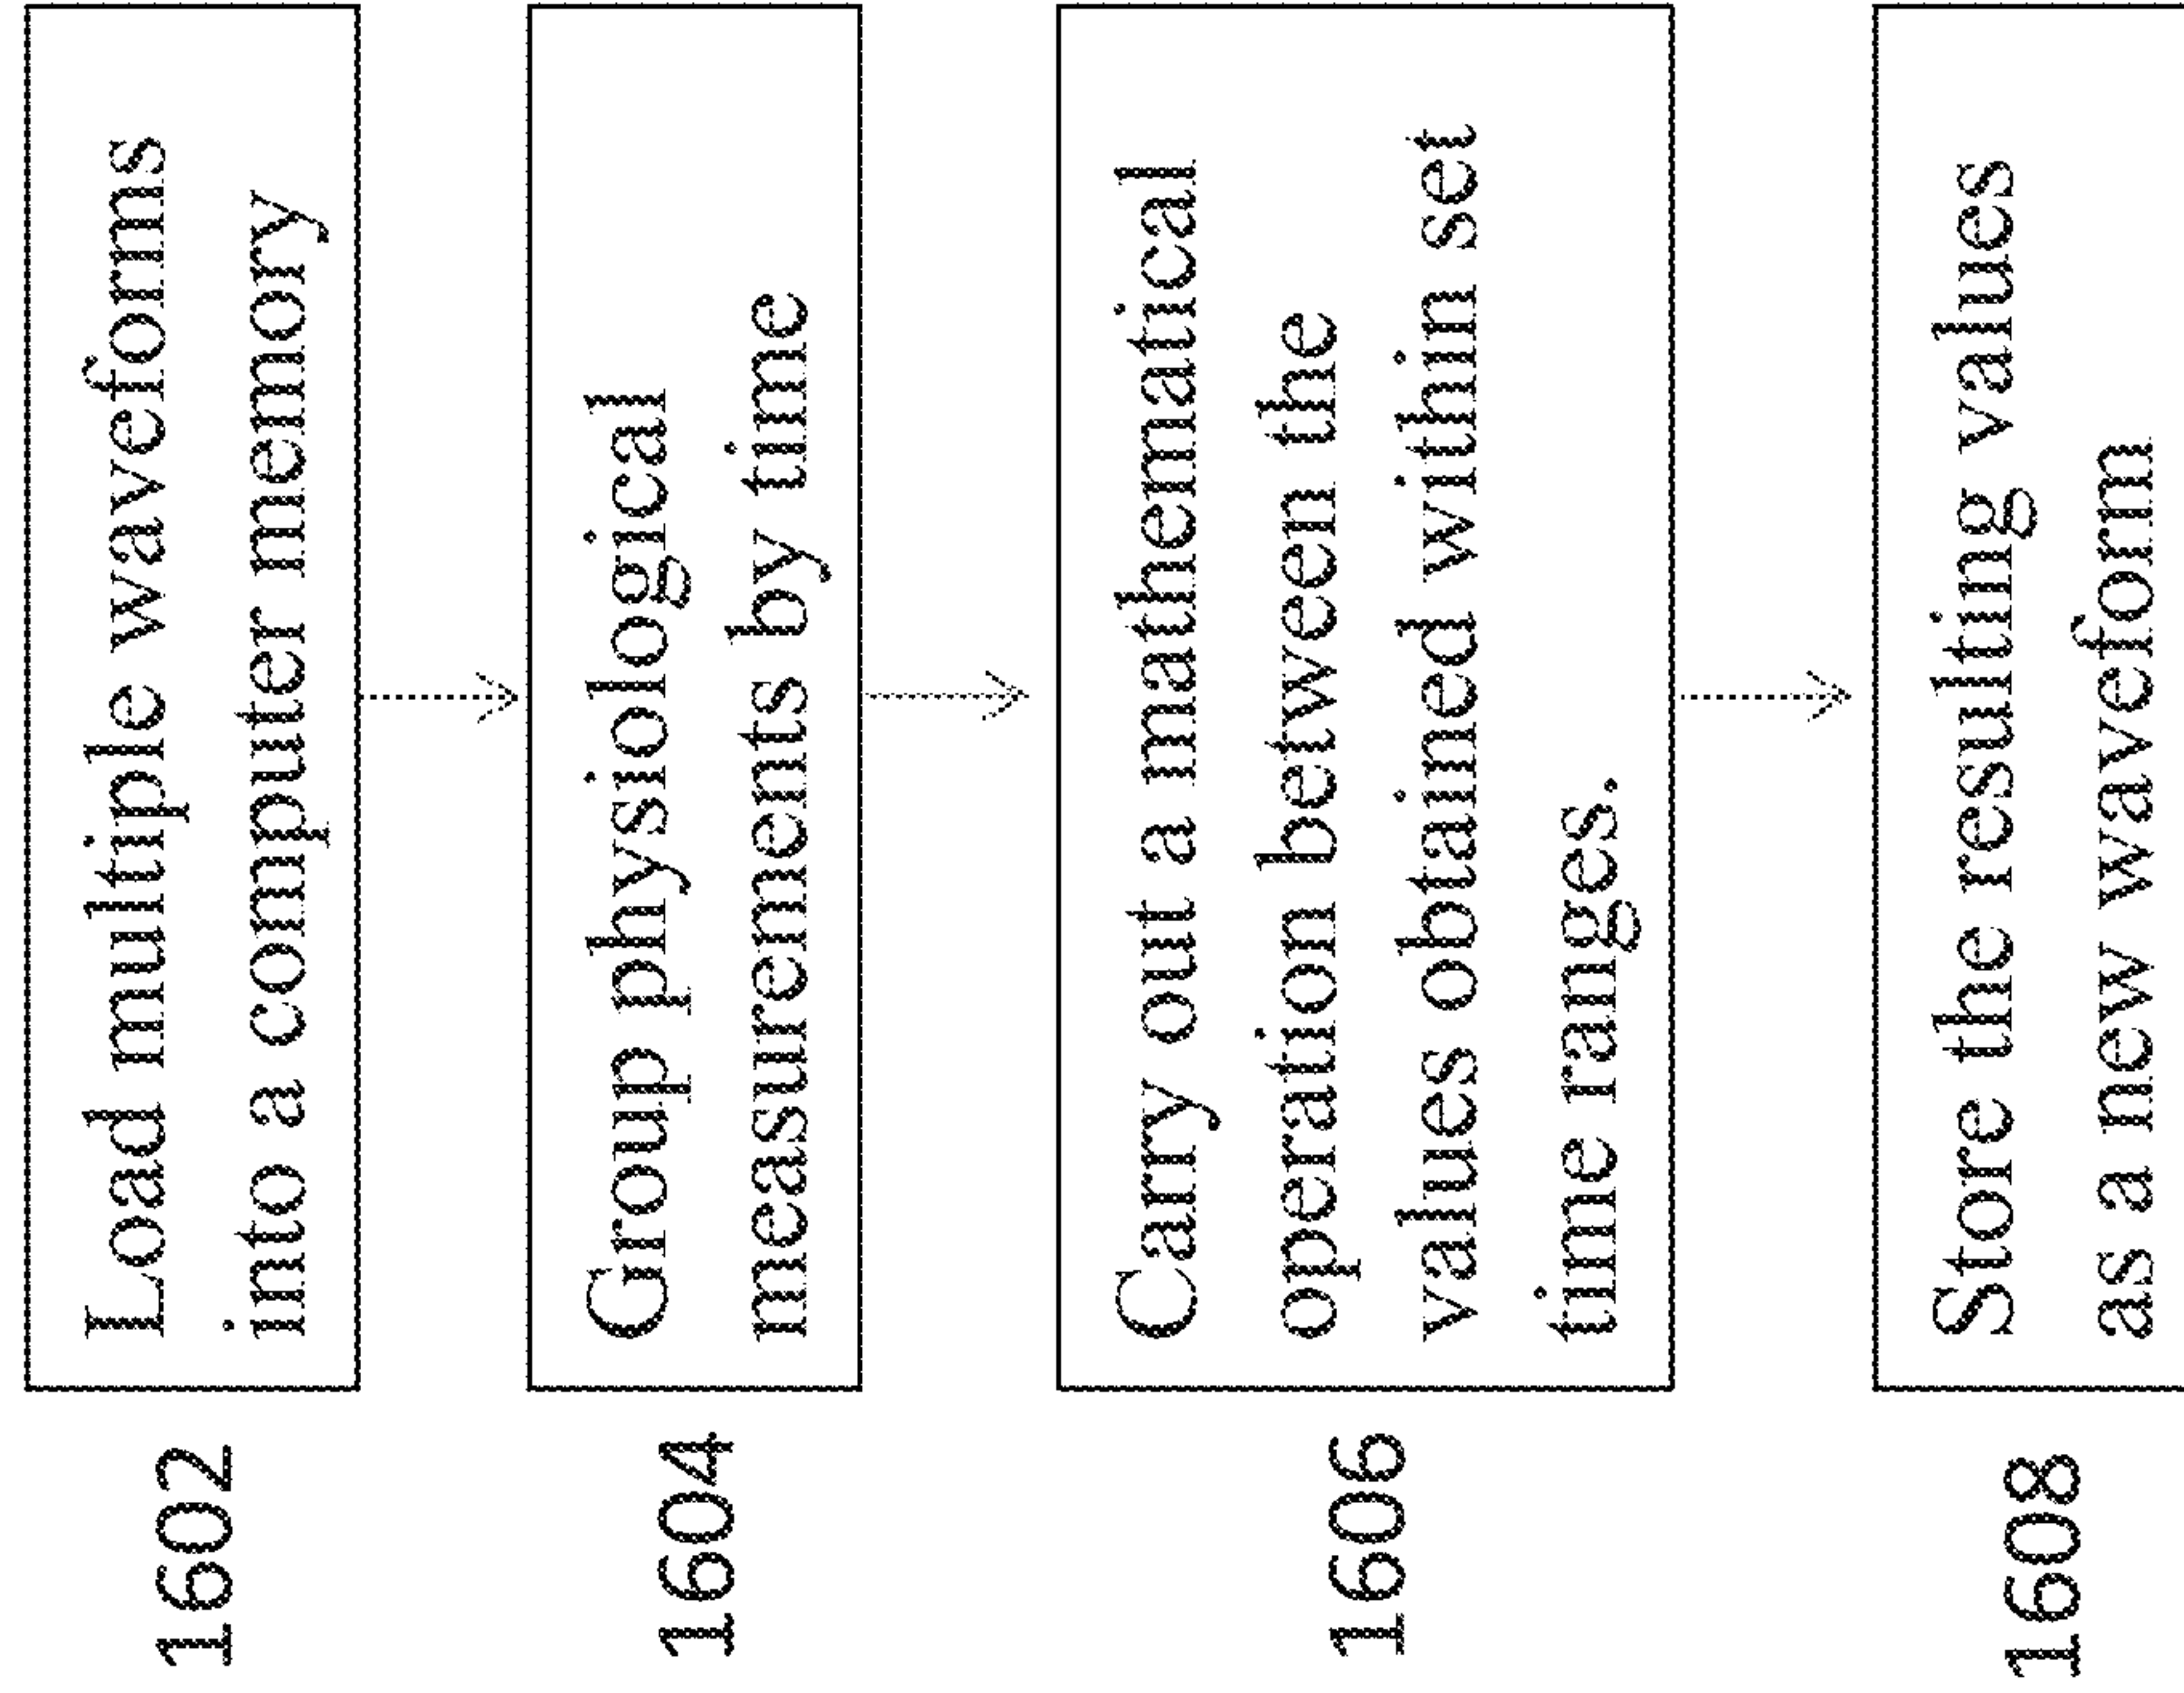 Load multiple waveforms
into a computer memory
1602
Group physiological
measurements by time
1604
Carry out a mathematical
operation between the
values obtained within set
time ranges.
1606
Store the resulting values
as a new waveform
1608